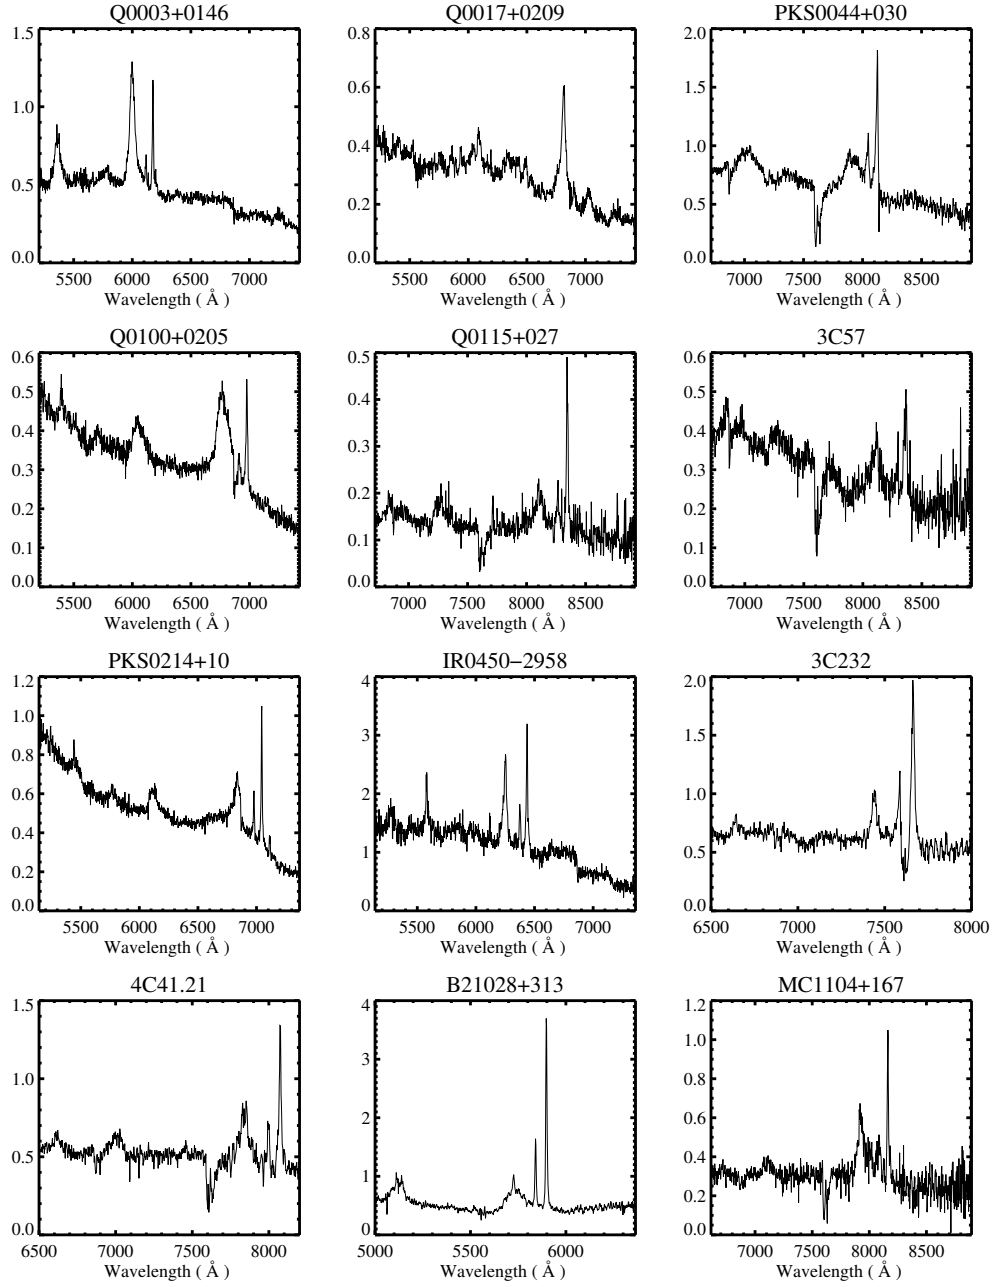 Q0003+0146 Q0017+0209 PKS0044+030
1.5 0.8 2.0
1.0 0.6 1.5
0.5 0.4 1.0
0.0 0.2 0.5
0.0 0.0
5500 6000 6500 7000 5500 6000 6500 7000 7000 7500 8000 8500
Wavelength ( Å ) Wavelength ( Å ) Wavelength ( Å )
Q0100+0205 Q0115+027 3C57
0.6 0.5 0.6
0.5 0.4 0.5
0.4 0.3 0.4
0.3 0.2 0.3
0.2 0.1 0.2
0.1 0.0 0.1
0.0 0.0
5500 6000 6500 7000 7000 7500 8000 8500 7000 7500 8000 8500
Wavelength ( Å ) Wavelength ( Å ) Wavelength ( Å )
PKS0214+10 IR0450−2958 3C232
1.2 4 2.0
1.0 3 1.5
0.8 2 1.0
0.6 1 0.5
0.4 0 0.0
0.2
0.0
5500 6000 6500 7000 5500 6000 6500 7000 6500 7000 7500 8000
Wavelength ( Å ) Wavelength ( Å ) Wavelength ( Å )
4C41.21 B21028+313 MC1104+167
1.5 4 1.2
1.0 3 1.0
0.5 2 0.8
0.0 1 0.6
0 0.4
0.2
0.0
6500 7000 7500 8000 5000 5500 6000 7000 7500 8000 8500
Wavelength ( Å ) Wavelength ( Å ) Wavelength ( Å )